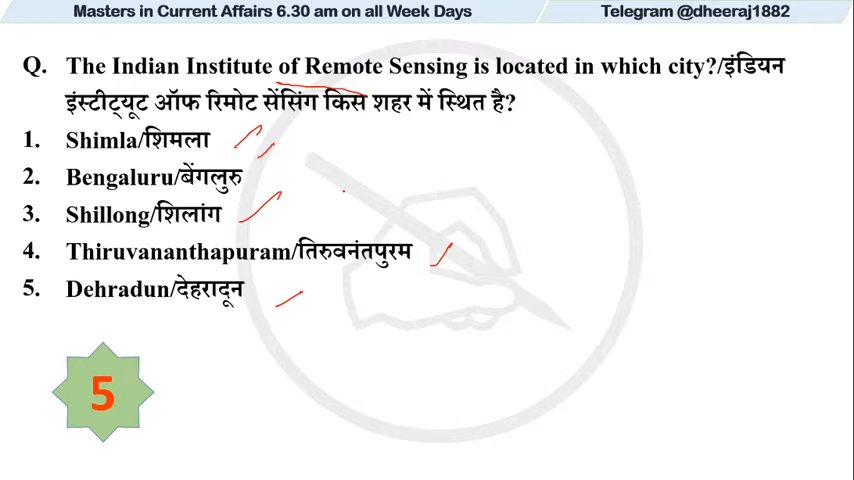 Masters in Current Affairs 6.30 am on all Week Days
Telegram @dheeraj1882
Q. The Indian Institute of Remote Sensing is located in which city?/इंडियन
इंस्टीट्यूट ऑफ रिमोट सेंसिंग किस शहर में स्थित है?
1. Shimla/शिमला
2. Bengaluru/बेंगलुरु
3. Shillong/शिलांग
4. Thiruvananthapuram/तिरुवनंतपुरम
5. Dehradun/देहरादून
5